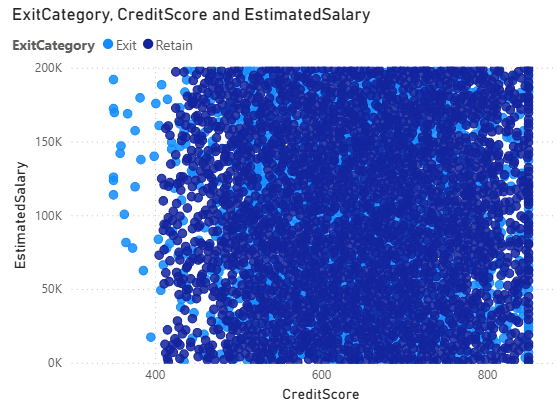 ExitCategory, CreditScore and EstimatedSalary
ExitCategory Exit Retain
200K
150K
100K
50K
0K
EstimatedSalary
400 600 800
CreditScore